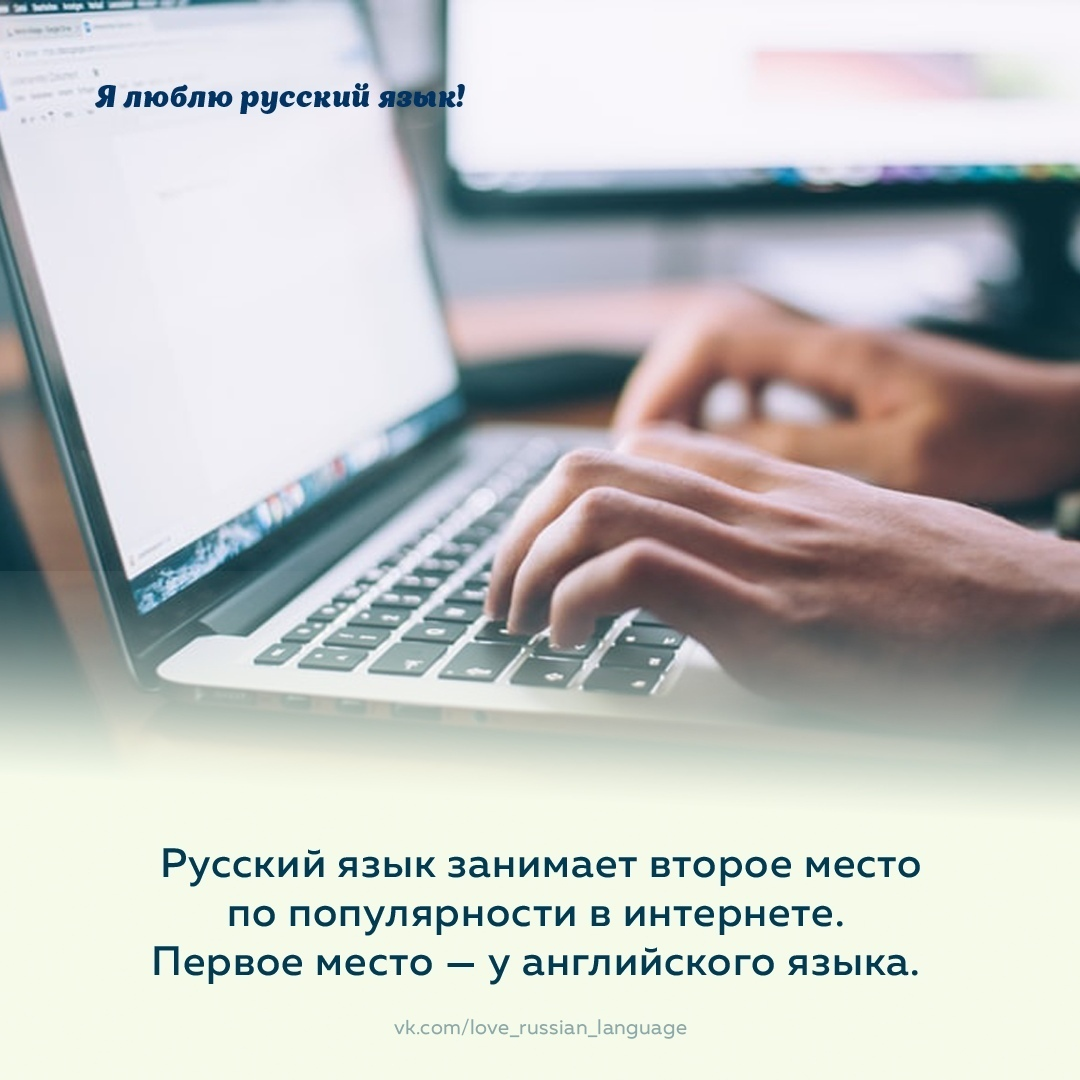 Я люблю русский язык!
Русский язык занимает второе место
по популярности в интернете.
Первое место — у английского языка.
vk.com/love_russian_language